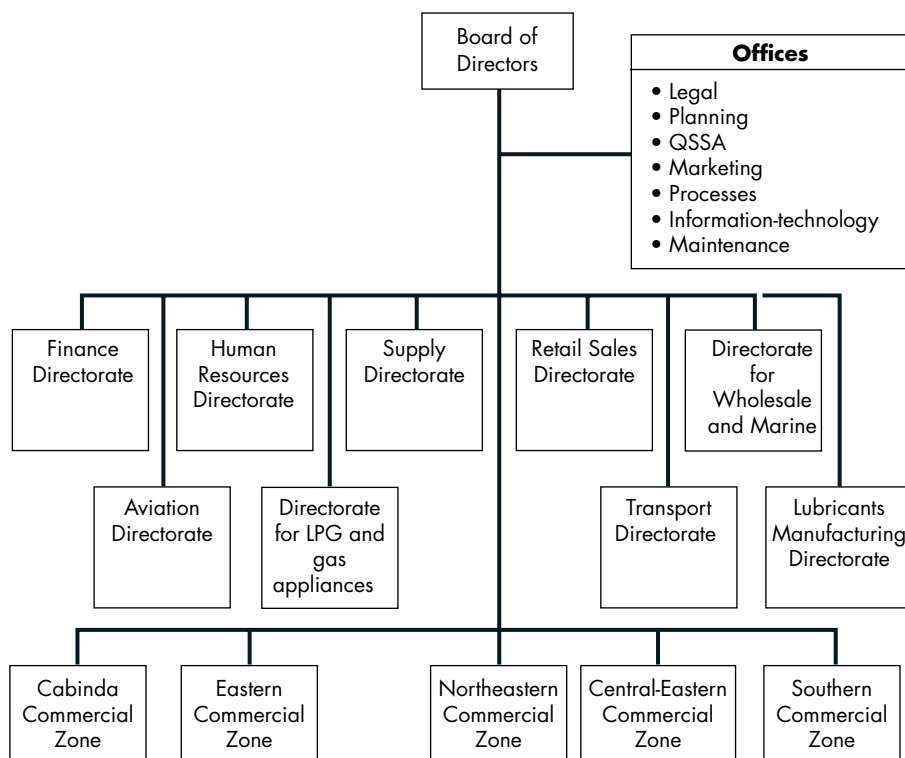 Board of
Directors
Offices
• Legal
• Planning
• QSSA
• Marketing
• Processes
• Information-technology
• Maintenance
Finance
Directorate
Human
Resources
Directorate
Supply
Directorate
Retail Sales
Directorate
Directorate
for
Wholesale
and Marine
Aviation
Directorate
Directorate
for LPG and
gas
appliances
Transport
Directorate
Lubricants
Manufacturing
Directorate
Cabinda
Commercial
Zone
Eastern
Commercial
Zone
Northeastern
Commercial
Zone
Central-Eastern
Commercial
Zone
Southern
Commercial
Zone